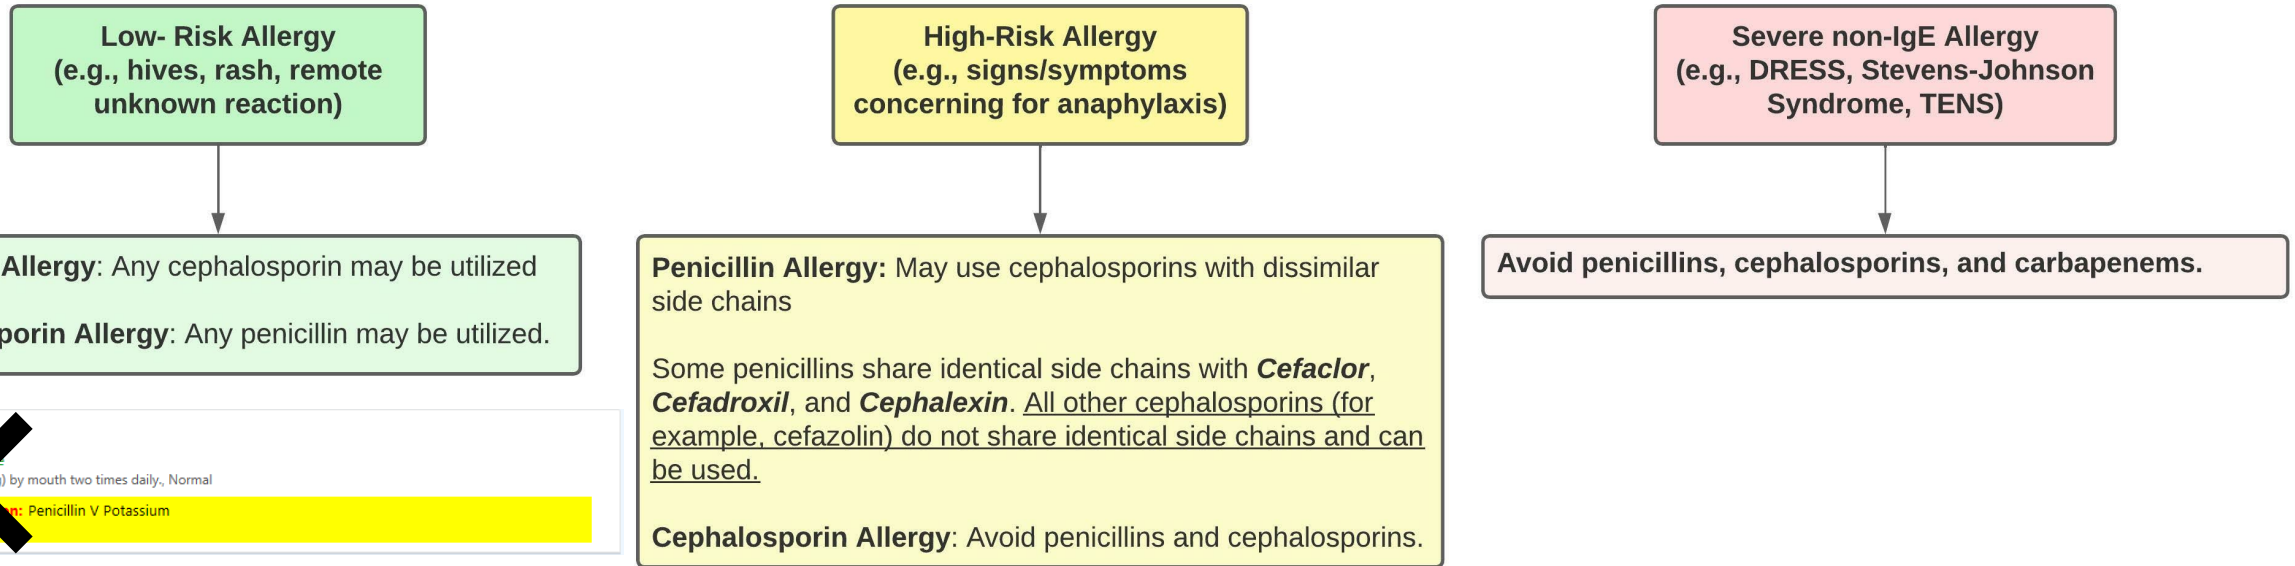 Low- Risk Allergy
(e.g., hives, rash, remote
unknown reaction)
High-Risk Allergy
(e.g., signs/symptoms
concerning for anaphylaxis)
Severe non-IgE Allergy
(e.g., DRESS, Stevens-Johnson
Syndrome, TENS)
Allergy: Any cephalosporin may be utilized
porin Allergy: Any penicillin may be utilized.
) by mouth two times daily., Normal
on: Penicillin V Potassium
Penicillin Allergy: May use cephalosporins with dissimilar
side chains
Some penicillins share identical side chains with Cefaclor,
Cefadroxil, and Cephalexin. All other cephalosporins (for
example, cefazolin) do not share identical side chains and can
be used.
Cephalosporin Allergy: Avoid penicillins and cephalosporins.
Avoid penicillins, cephalosporins, and carbapenems.